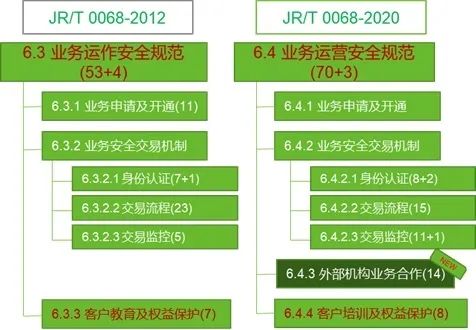 JR/T 0068-2012
6.3 业务运作安全规范
(53+4)
6.3.1 业务申请及开通(11)
6.3.2 业务安全交易机制
6.3.2.1 身份认证(7+1)
6.3.2.2 交易流程(23)
6.3.2.3 交易监控(5)
6.3.3 客户教育及权益保护(7)
JR/T 0068-2020
6.4 业务运营安全规范
(70+3)
6.4.1 业务申请及开通
6.4.2 业务安全交易机制
6.4.2.1 身份认证(8+2)
6.4.2.2 交易流程(15)
6.4.2.3 交易监控(11+1)
NEW
6.4.3 外部机构业务合作(14)
6.4.4 客户培训及权益保护(8)